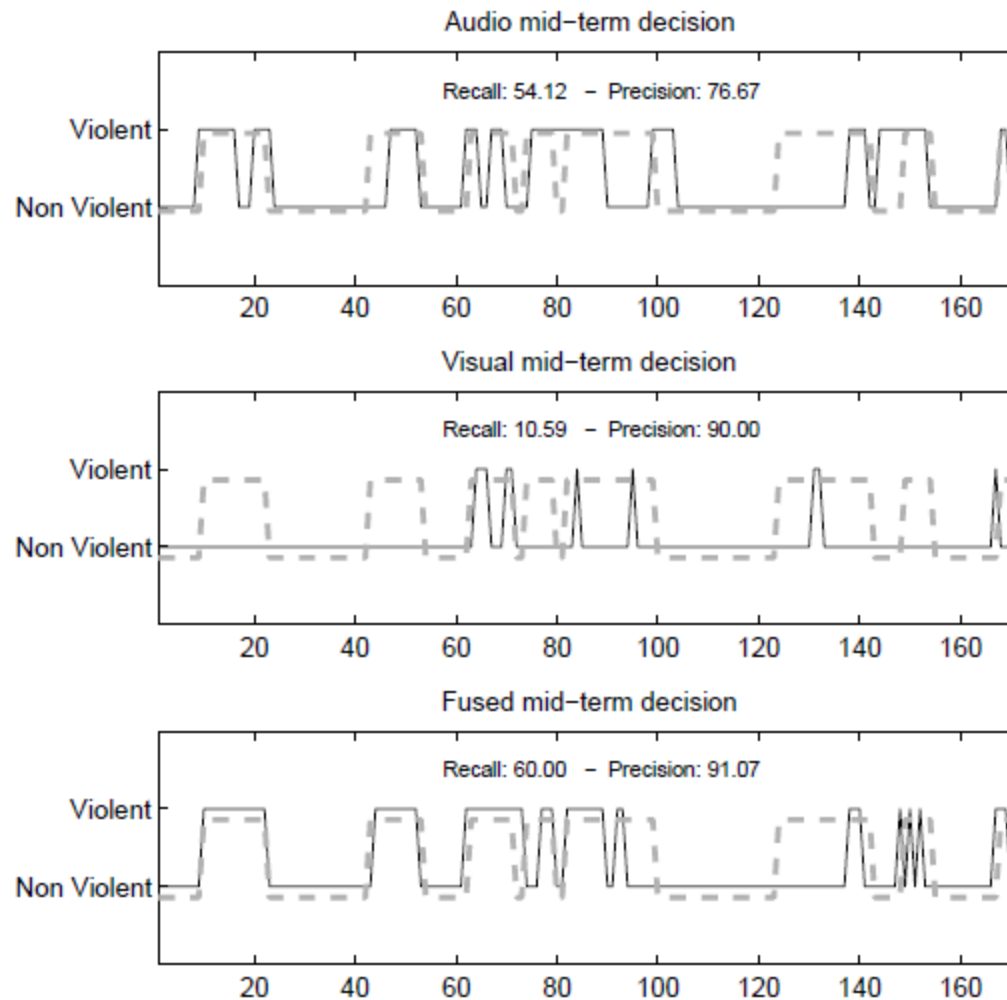 Audio mid−term decision
Recall: 54.12 − Precision: 76.67
Violent
Non Violent
20 40 60 80 100 120 140 160
Visual mid−term decision
Recall: 10.59 − Precision: 90.00
Violent
Non Violent
20 40 60 80 100 120 140 160
Fused mid−term decision
Recall: 60.00 − Precision: 91.07
Violent
Non Violent
20 40 60 80 100 120 140 160